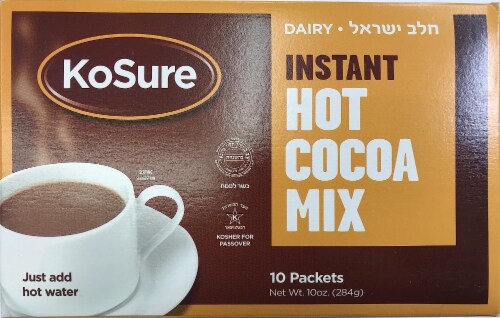 DAIRY • חלב ישראל
KoSure
INSTANT
HOT
COCOA
MIX
כשר לפסח
KOSHER FOR
PASSOVER
Just add
hot water
10 Packets
Net Wt. 10oz. (284g)